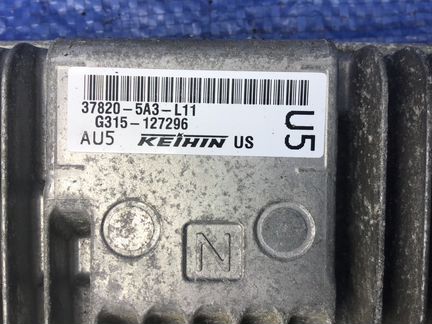 37820-5A3-L11
G315-127296
AU5 KEIHIN US
U5
N